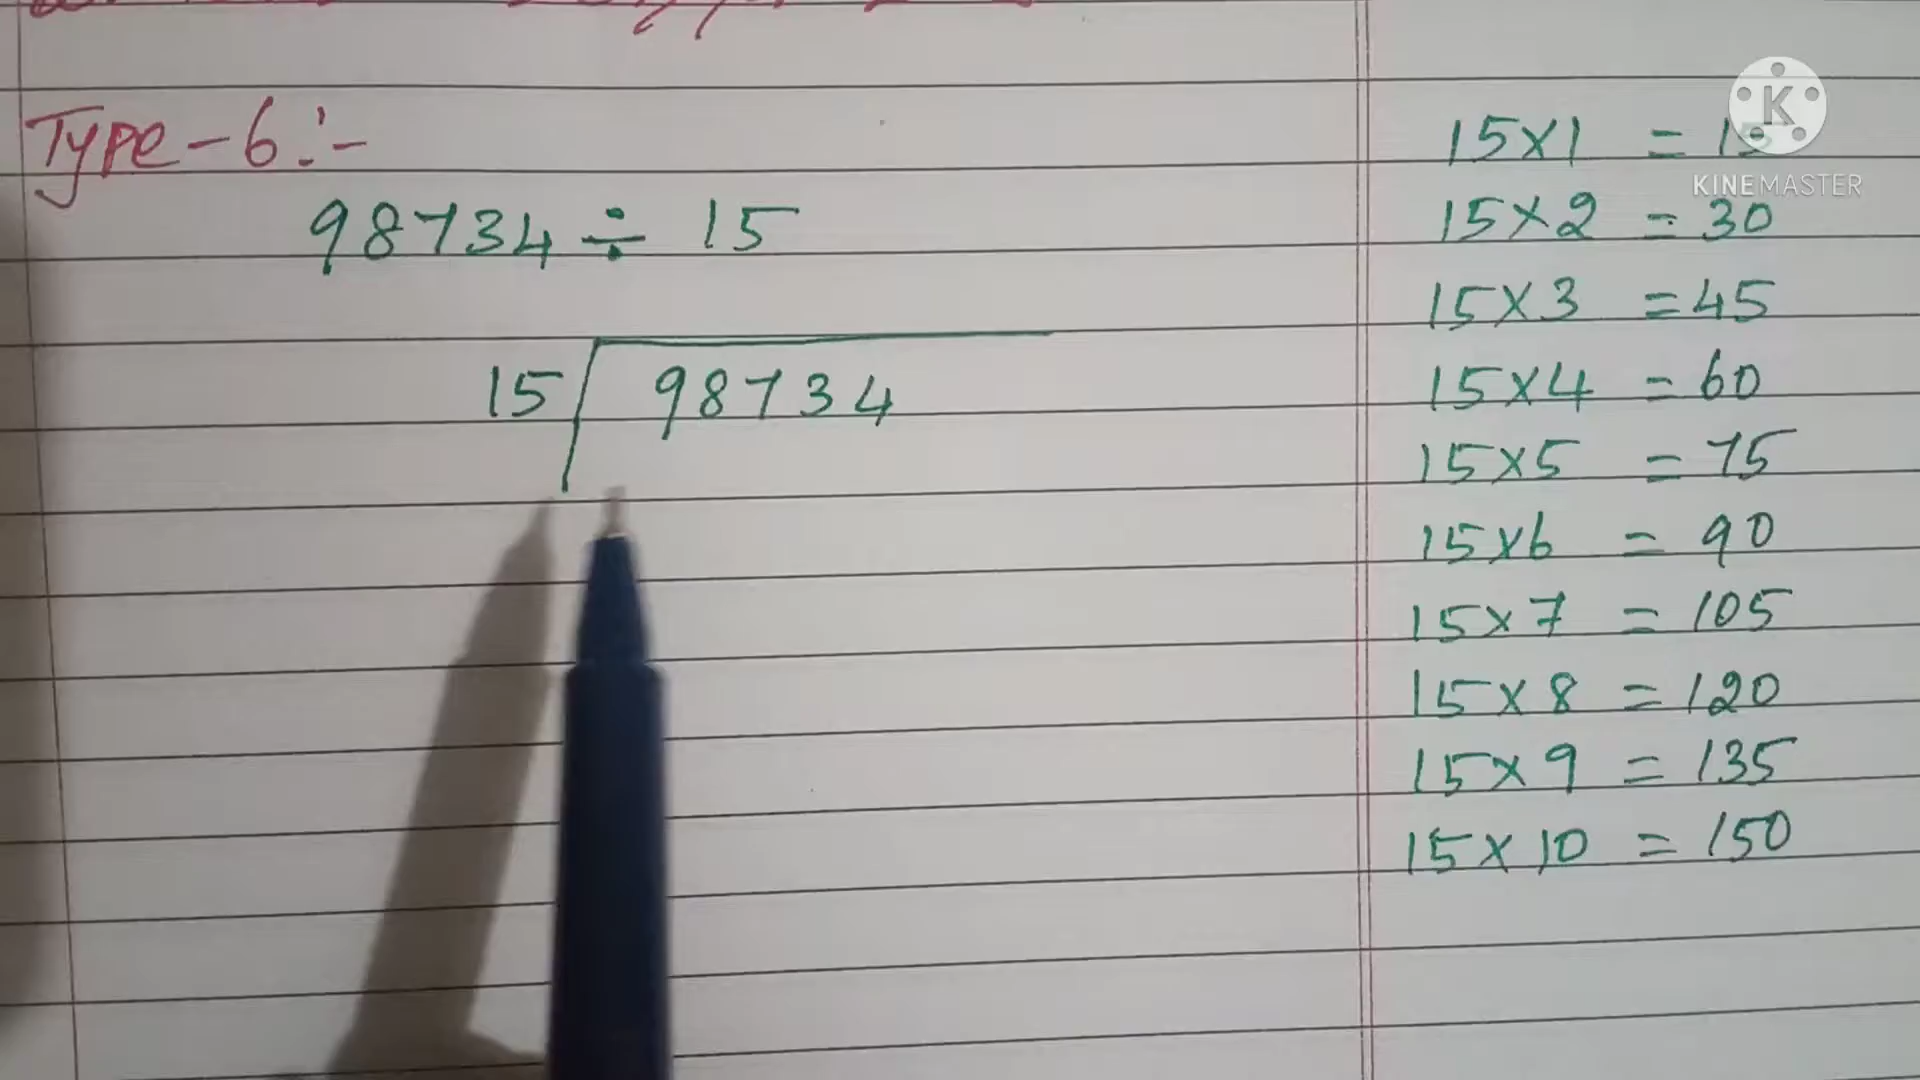 Type-6:-
98734 ÷ 15
15 98734
15×1 = 15
15×2 = 30
15×3 = 45
15×4 = 60
15×5 = 75
15×6 = 90
15×7 = 105
15×8 = 120
15×9 = 135
15×10 = 150
K
KINEMASTER